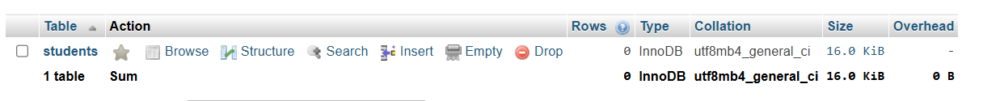 Table Action Rows Type Collation Size Overhead
students Browse Structure Search Insert Empty Drop 0 InnoDB utf8mb4_general_ci 16.0 KiB -
1 table Sum 0 InnoDB utf8mb4_general_ci 16.0 KiB 0 B